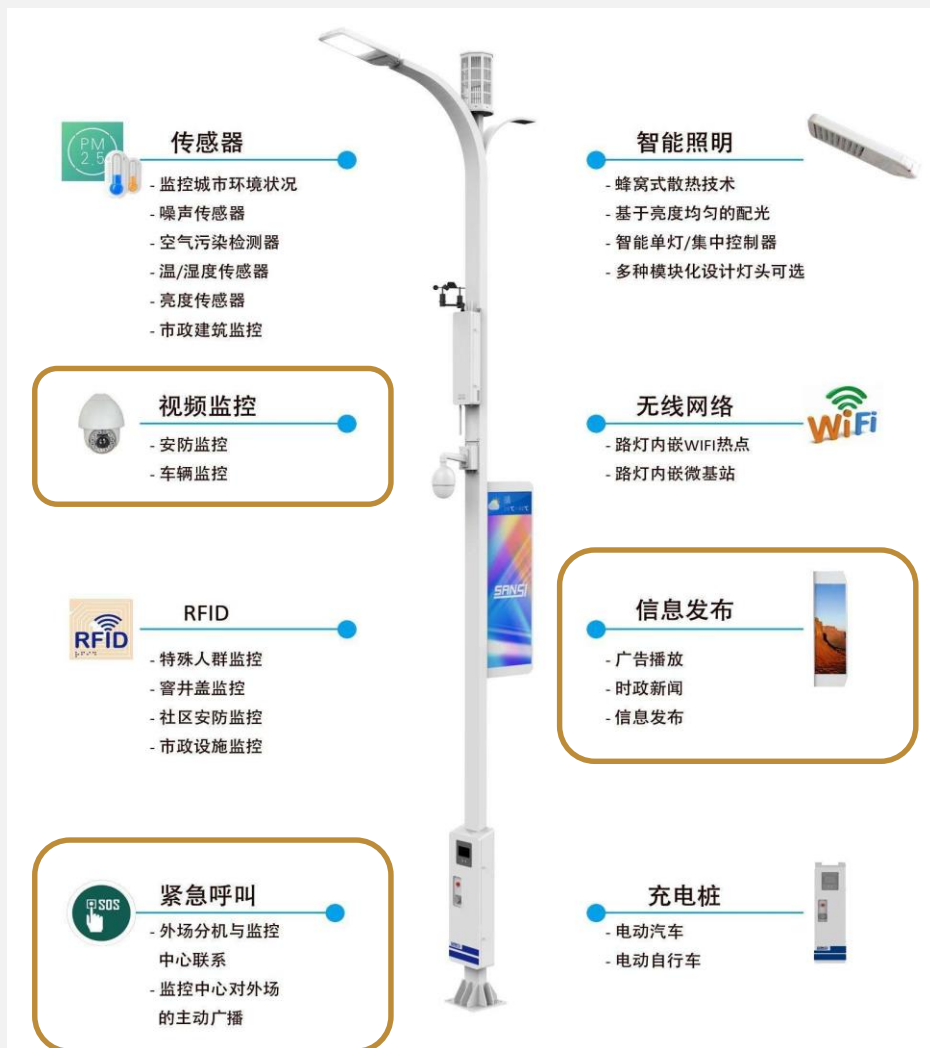 PM
2.5
传感器
- 监控城市环境状况
- 噪声传感器
- 空气污染检测器
- 温/湿度传感器
- 亮度传感器
- 市政建筑监控
智能照明
- 蜂窝式散热技术
- 基于亮度均匀的配光
- 智能单灯/集中控制器
- 多种模块化设计灯头可选
视频监控
- 安防监控
- 车辆监控
无线网络
WiFi
- 路灯内嵌WIFI热点
- 路灯内嵌微基站
SANSI
RFID
RFID
- 特殊人群监控
- 窨井盖监控
- 社区安防监控
- 市政设施监控
信息发布
- 广告播放
- 时政新闻
- 信息发布
SOS
紧急呼叫
- 外场分机与监控
中心联系
- 监控中心对外场
的主动广播
充电桩
- 电动汽车
- 电动自行车